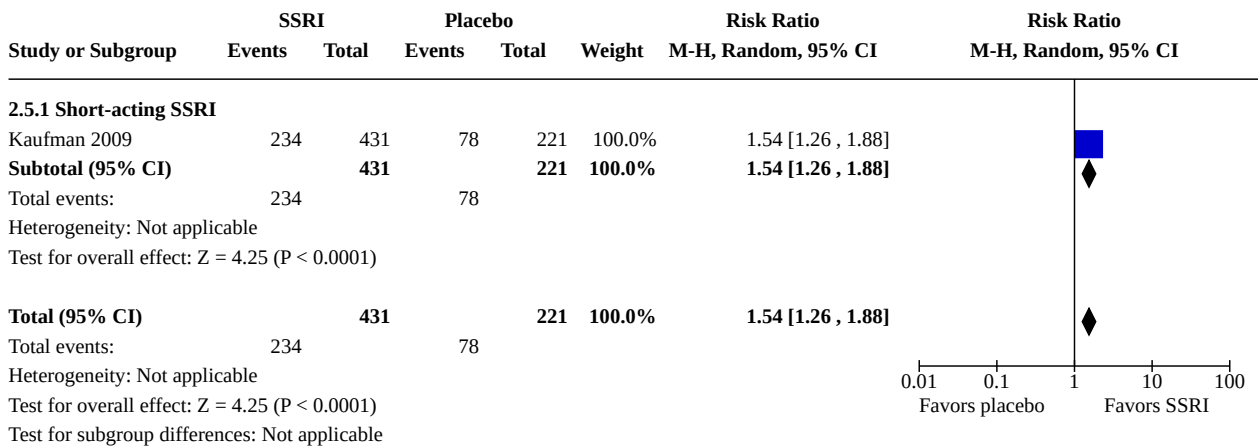 SSRI Placebo Risk Ratio Risk Ratio
Study or Subgroup Events Total Events Total Weight M-H, Random, 95% CI M-H, Random, 95% CI
2.5.1 Short-acting SSRI
Kaufman 2009 234 431 78 221 100.0% 1.54 [1.26 , 1.88]
Subtotal (95% CI) 431 221 100.0% 1.54 [1.26 , 1.88]
Total events: 234 78
Heterogeneity: Not applicable
Test for overall effect: Z = 4.25 (P < 0.0001)
Total (95% CI) 431 221 100.0% 1.54 [1.26 , 1.88]
Total events: 234 78
Heterogeneity: Not applicable
0.01 0.1 1 10 100
Test for overall effect: Z = 4.25 (P < 0.0001) Favors placebo Favors SSRI
Test for subgroup differences: Not applicable